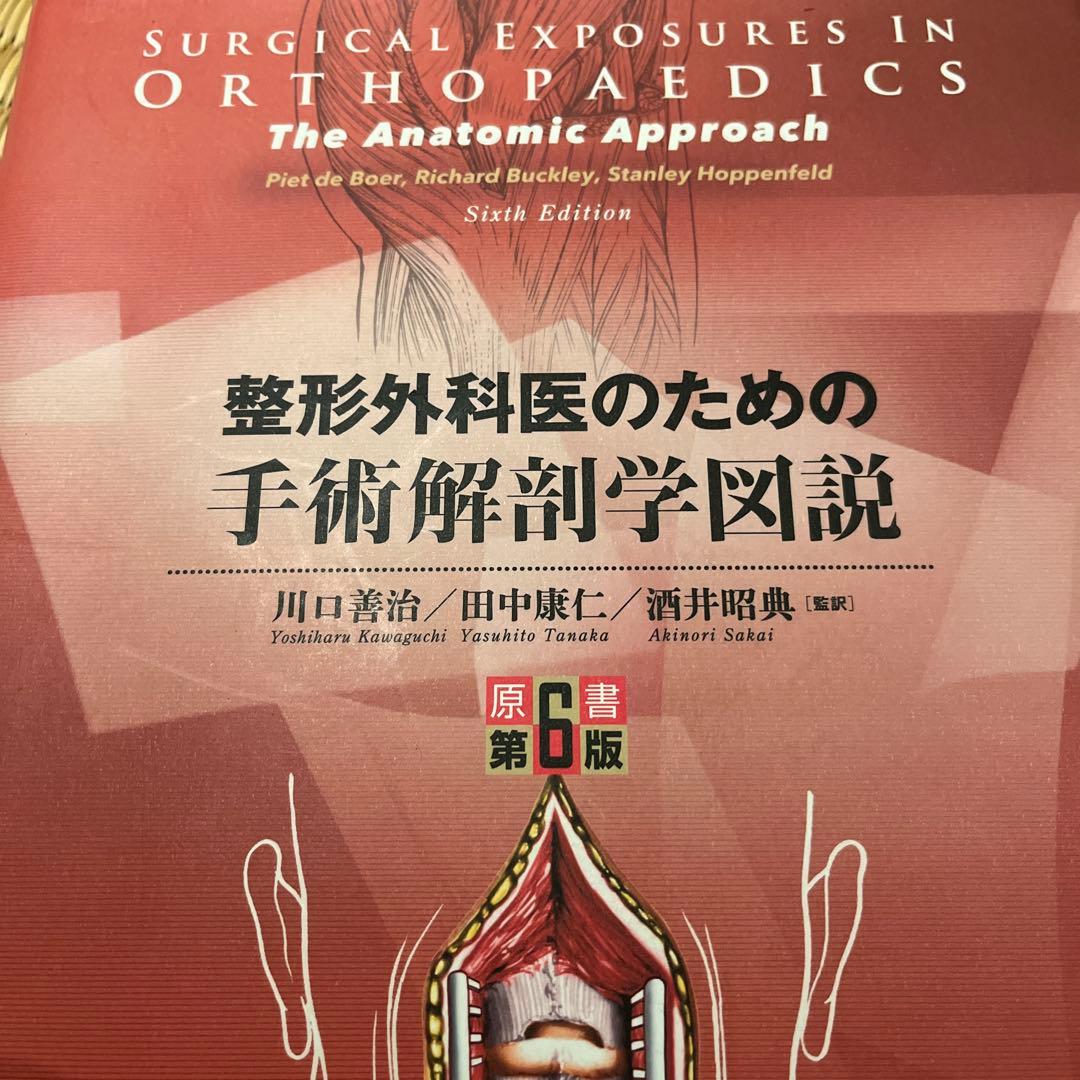 SURGICAL EXPOSURES IN
ORTHOPAEDICS
The Anatomic Approach
Piet de Boer, Richard Buckley, Stanley Hoppenfeld
Sixth Edition
整形外科医のための
手術解剖学図説
川口善治／田中康仁／酒井昭典[監訳]
Yoshiharu Kawaguchi Yasuhito Tanaka Akinori Sakai
原書
第6版